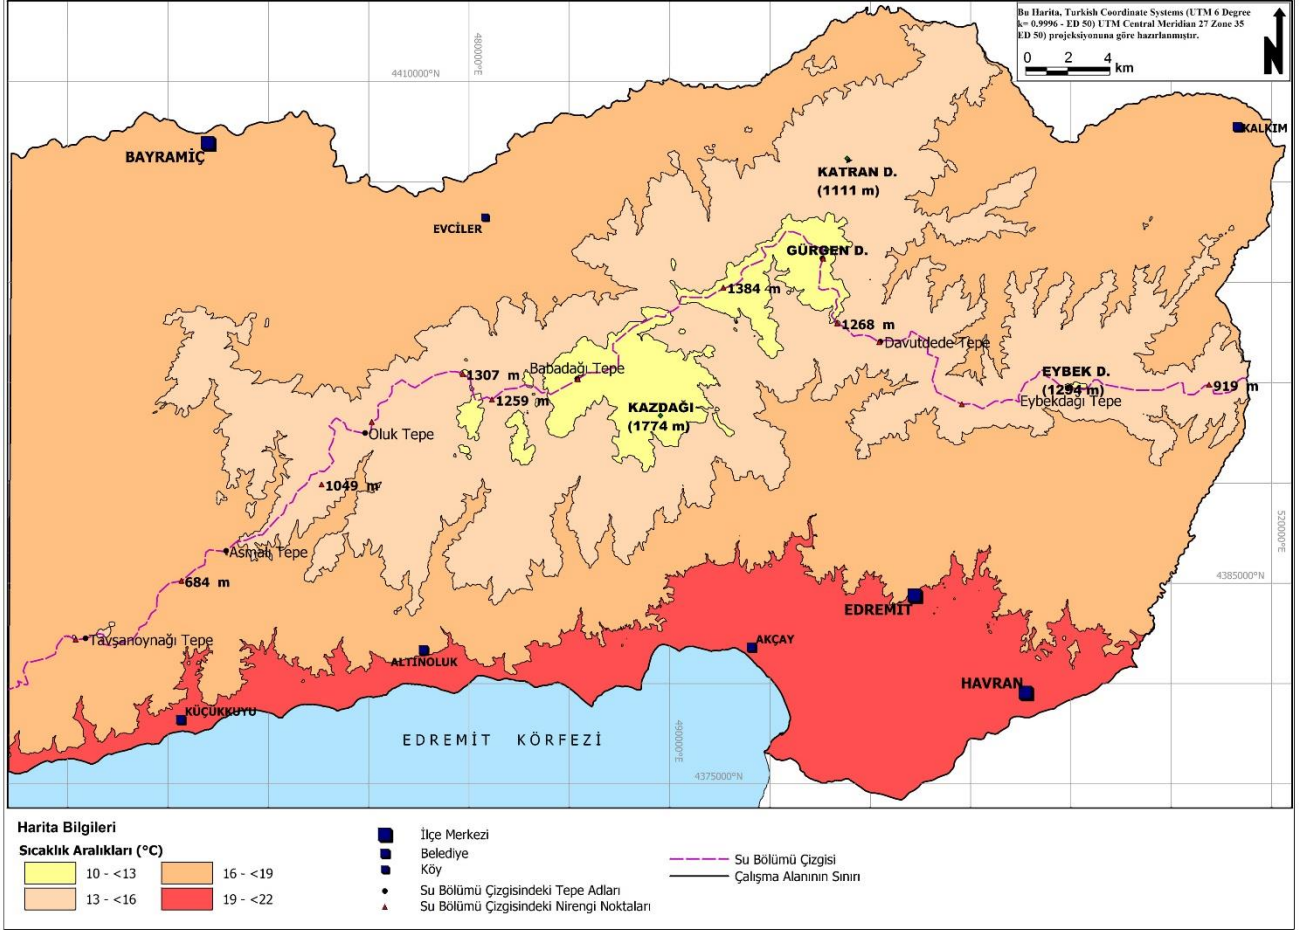 Bu Harita, Turkish Coordinate Systems (UTM 6 Degree
k= 0.9996 - ED 50) UTM Central Meridian 27 Zone 35
ED 50) projeksiyonuna göre hazırlanmıştır.
0 2 4
km
N
480000°E
4410000°N
KALKIM
BAYRAMİÇ
KATRAN D.
(1111 m)
EVCİLER
GÜRGEN D.
1384 m
1268 m
Davutdede Tepe
Babadağı Tepe
1307 m
EYBEK D.
(1294 m)
919 m
1259 m
KAZDAĞI
(1774 m)
Eybekdağı Tepe
Oluk Tepe
1049 m
520000°E
Asmalı Tepe
684 m
4385000°N
EDREMİT
Tavşanoynağı Tepe
AKÇAY
ALTINOLUK
HAVRAN
KÜÇÜKKUYU
EDREMİT KÖRFEZİ
490000°E
4375000°N
Harita Bilgileri
Sıcaklık Aralıkları (°C)
10 - <13
16 - <19
13 - <16
19 - <22
İlçe Merkezi
Belediye
Köy
Su Bölümü Çizgisindeki Tepe Adları
Su Bölümü Çizgisindeki Nirengi Noktaları
Su Bölümü Çizgisi
Çalışma Alanının Sınırı